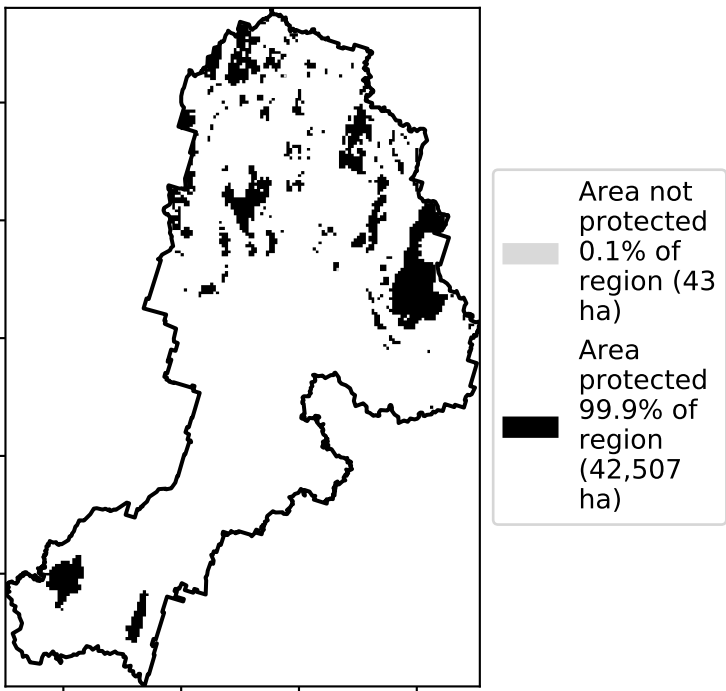 Area not
protected
0.1% of
region (43
ha)
Area
protected
99.9% of
region
(42,507
ha)